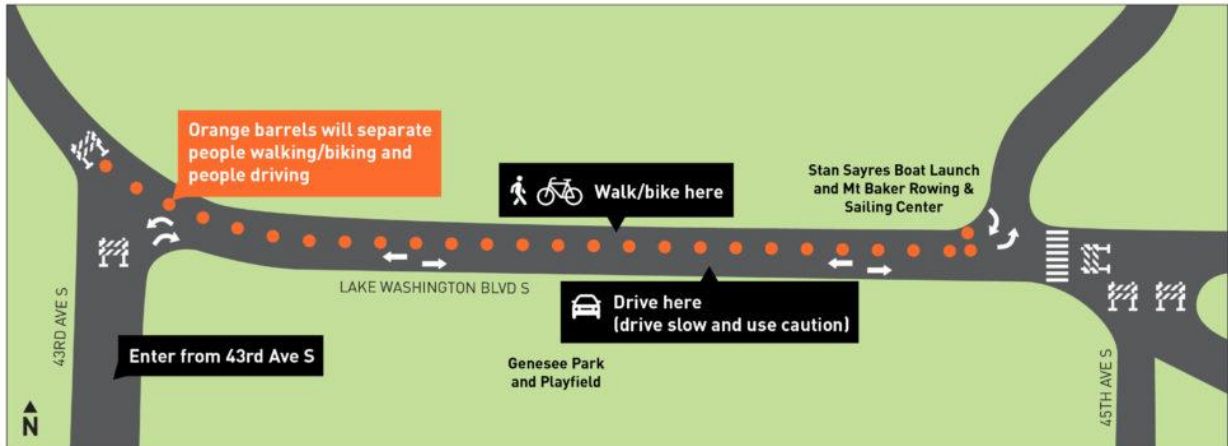 Orange barrels will separate
people walking/biking and
people driving
Walk/bike here
Stan Sayres Boat Launch
and Mt Baker Rowing &
Sailing Center
LAKE WASHINGTON BLVD S
Drive here
(drive slow and use caution)
43RD AVE S
Enter from 43rd Ave S
Genesee Park
and Playfield
45TH AVE S
N